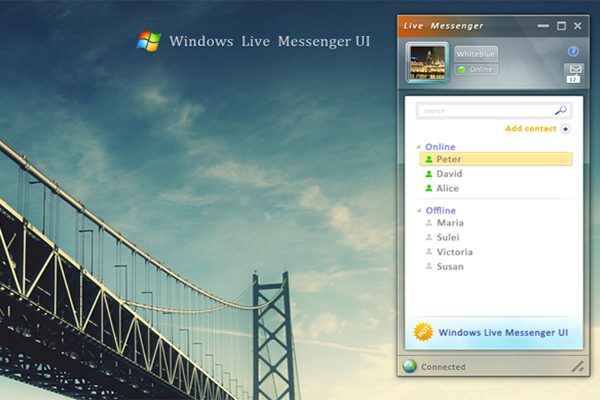 Windows Live Messenger UI
Live Messenger
WhiteBlue
Online
?
17
Search
Add contact +
Online
Peter
David
Alice
Offline
Maria
Sulei
Victoria
Susan
Windows Live Messenger UI
Connected